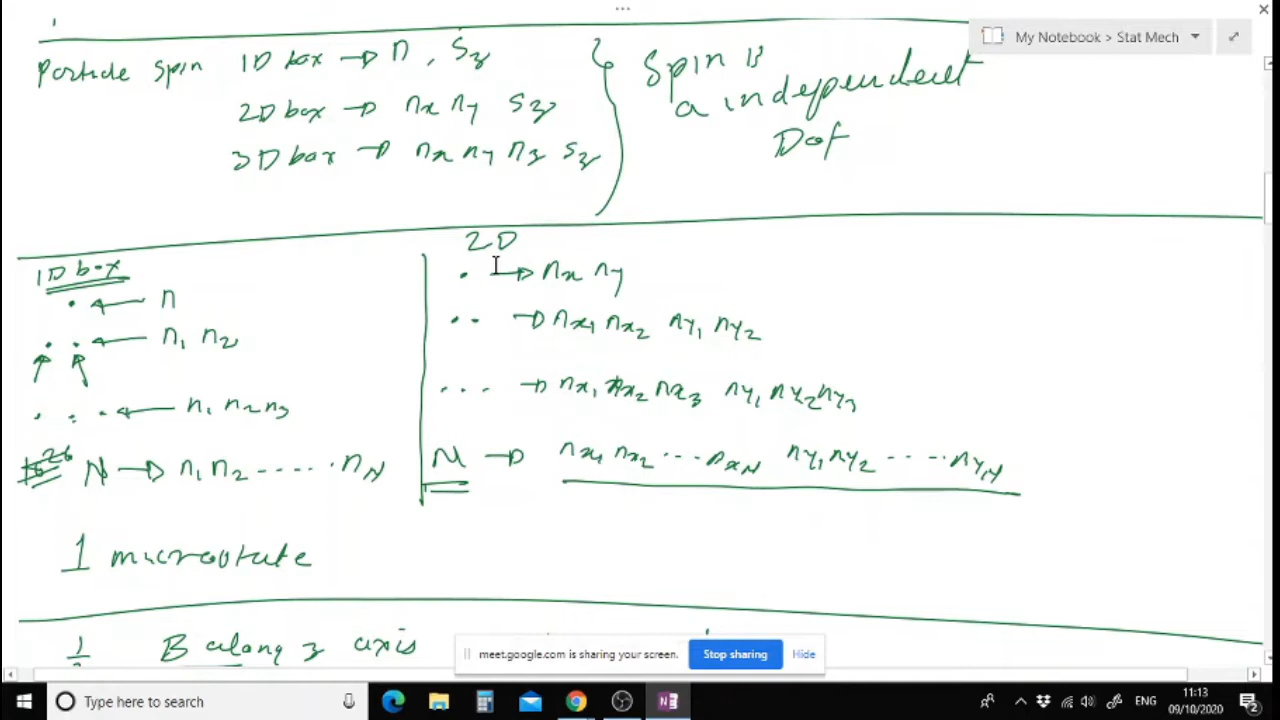 My Notebook > Stat Mech
Particle spin 1D box → n, Sz
2D box → nx ny Sz
3D box → nx ny nz Sz
Spin is
a independent
Dof
1D box
← n
← n1 n2
← n1 n2 n3
N → n1 n2 ...... nN
2D
→ nx ny
→ nx1 nx2 ny1 ny2
→ nx1 nx2 nx3 ny1 ny2 ny3
N → nx1 nx2 ... nxN ny1 ny2 ..... nyN
1 microstate
B along z axis
meet.google.com is sharing your screen. Stop sharing Hide
Type here to search
ENG
11:13
09/10/2020
2